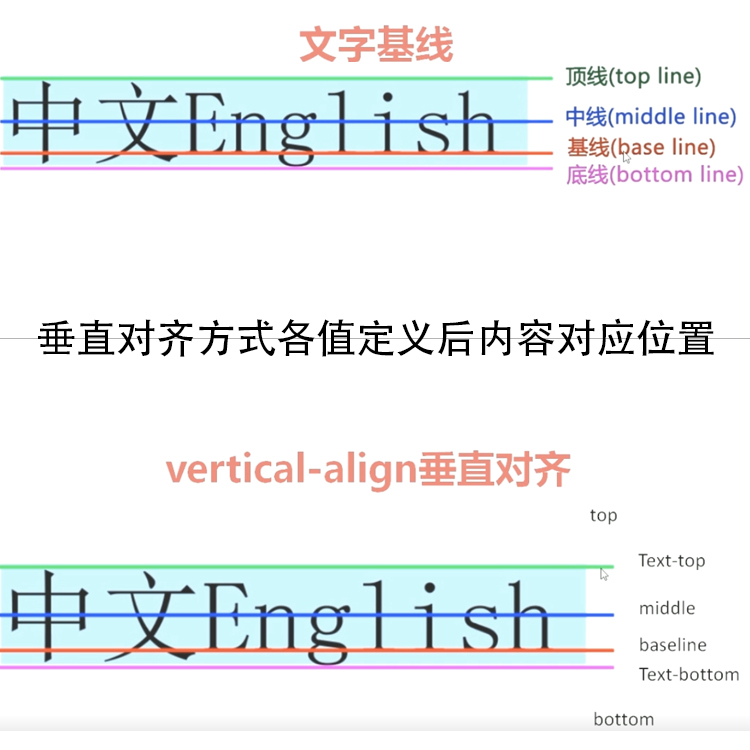 文字基线
中文English
顶线(top line)
中线(middle line)
基线(base line)
底线(bottom line)
垂直对齐方式各值定义后内容对应位置
vertical-align垂直对齐
top
中文English
Text-top
middle
baseline
Text-bottom
bottom